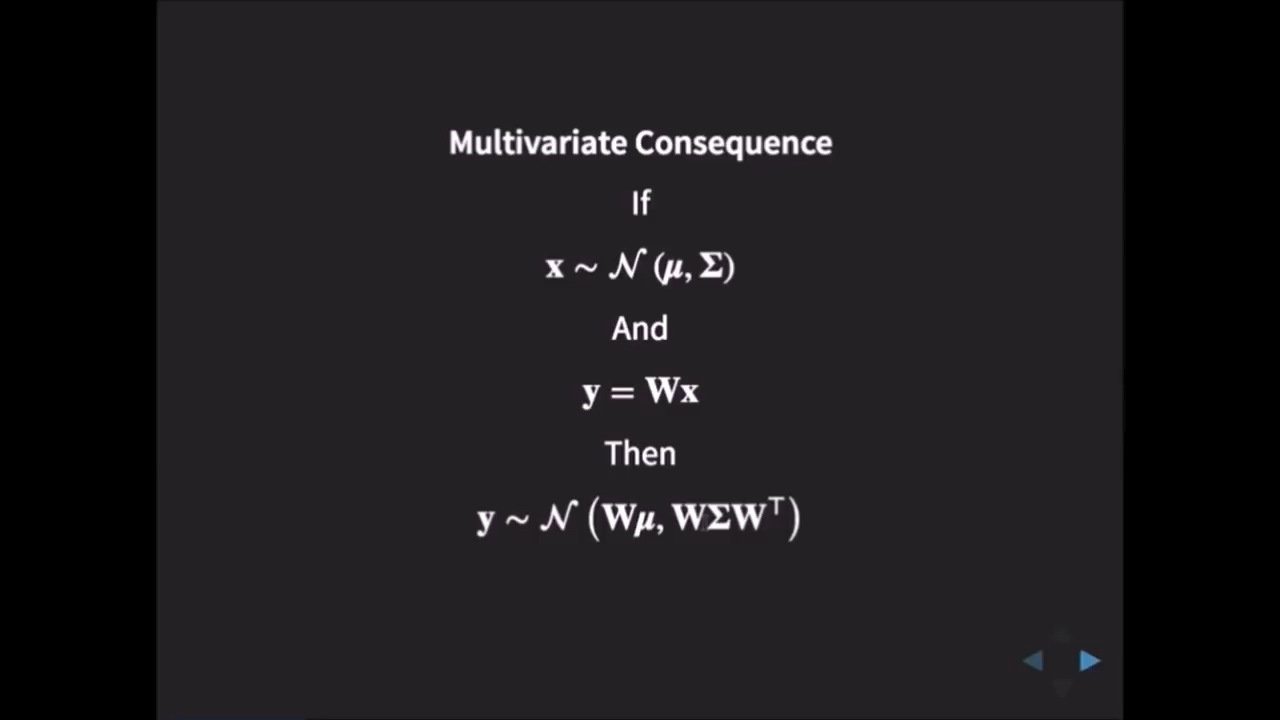 Multivariate Consequence
If
x ∼ 𝒩 (μ, Σ)
And
y = Wx
Then
y ∼ 𝒩 (Wμ, WΣW⊤)